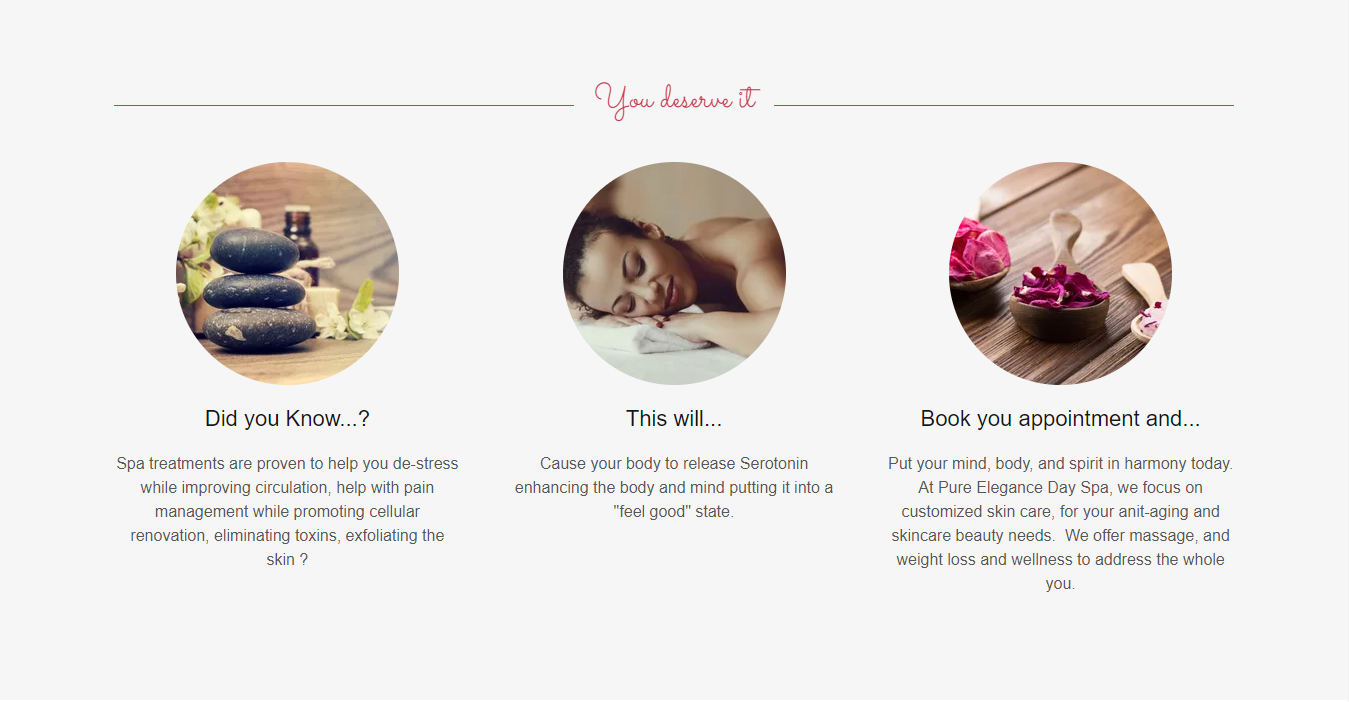 You deserve it
Did you Know...?
Spa treatments are proven to help you de-stress
while improving circulation, help with pain
management while promoting cellular
renovation, eliminating toxins, exfoliating the
skin ?
This will...
Cause your body to release Serotonin
enhancing the body and mind putting it into a
"feel good" state.
Book you appointment and...
Put your mind, body, and spirit in harmony today.
At Pure Elegance Day Spa, we focus on
customized skin care, for your anit-aging and
skincare beauty needs.  We offer massage, and
weight loss and wellness to address the whole
you.